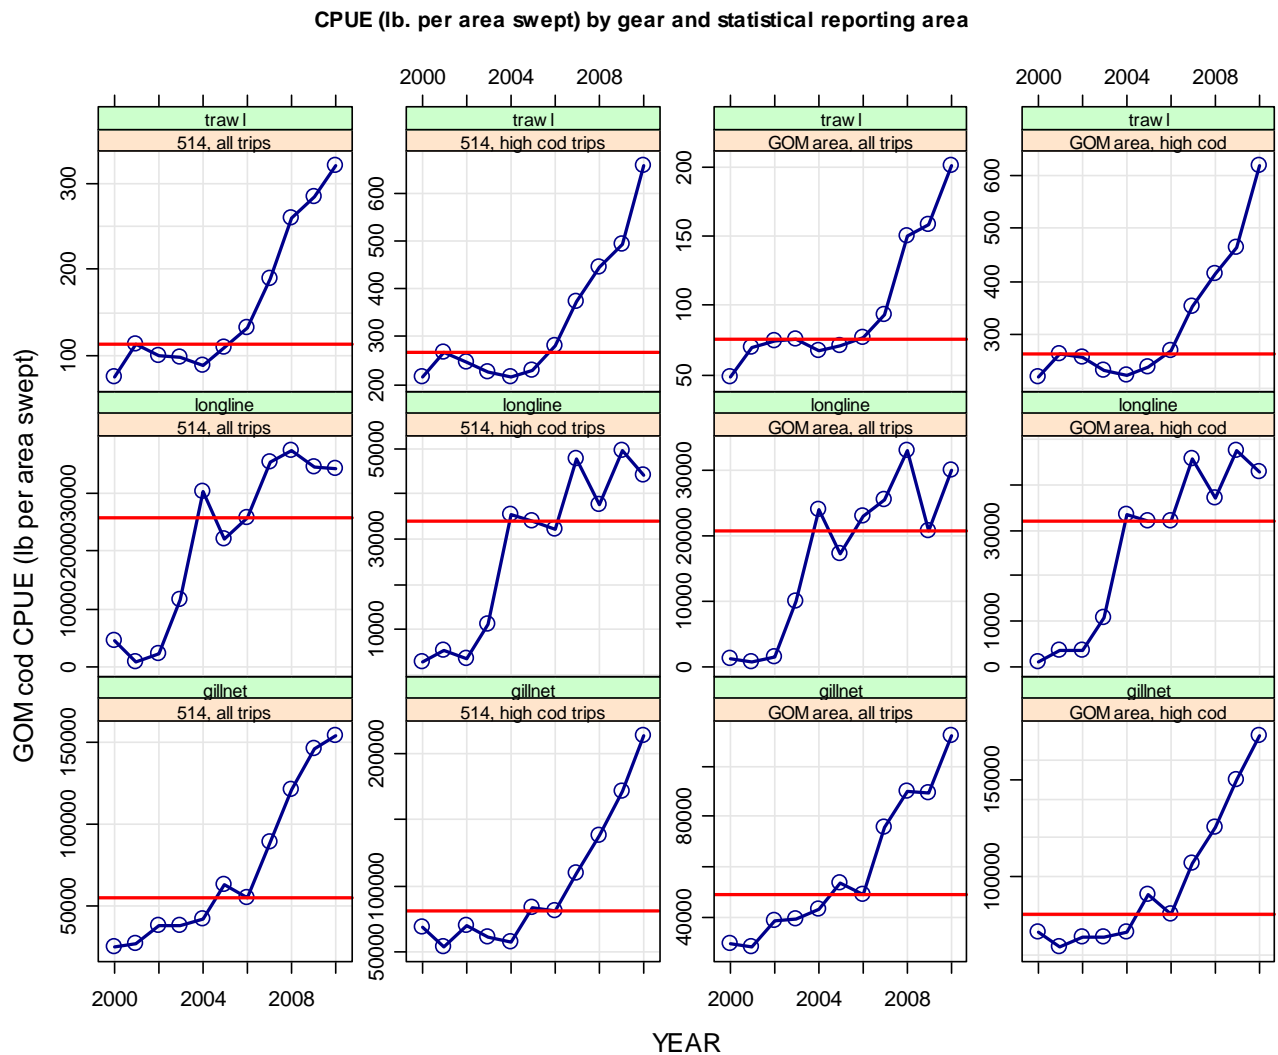 CPUE (lb. per area swept) by gear and statistical reporting area
2000 2004 2008 2000 2004 2008
trawl trawl trawl trawl
514, all trips 514, high cod trips GOM area, all trips GOM area, high cod
300 600 200 600
500 150 500
200 400 100 400
100 300 50 300
200
longline longline longline longline
514, all trips 514, high cod trips GOM area, all trips GOM area, high cod
30000 50000 30000 30000
20000 30000 20000 10000
10000 10000 10000 0
0 0
gillnet gillnet gillnet gillnet
514, all trips 514, high cod trips GOM area, all trips GOM area, high cod
150000 200000 80000 150000
100000 100000 40000 100000
50000 50000
2000 2004 2008 2000 2004 2008
GOM cod CPUE (lb per area swept)
YEAR